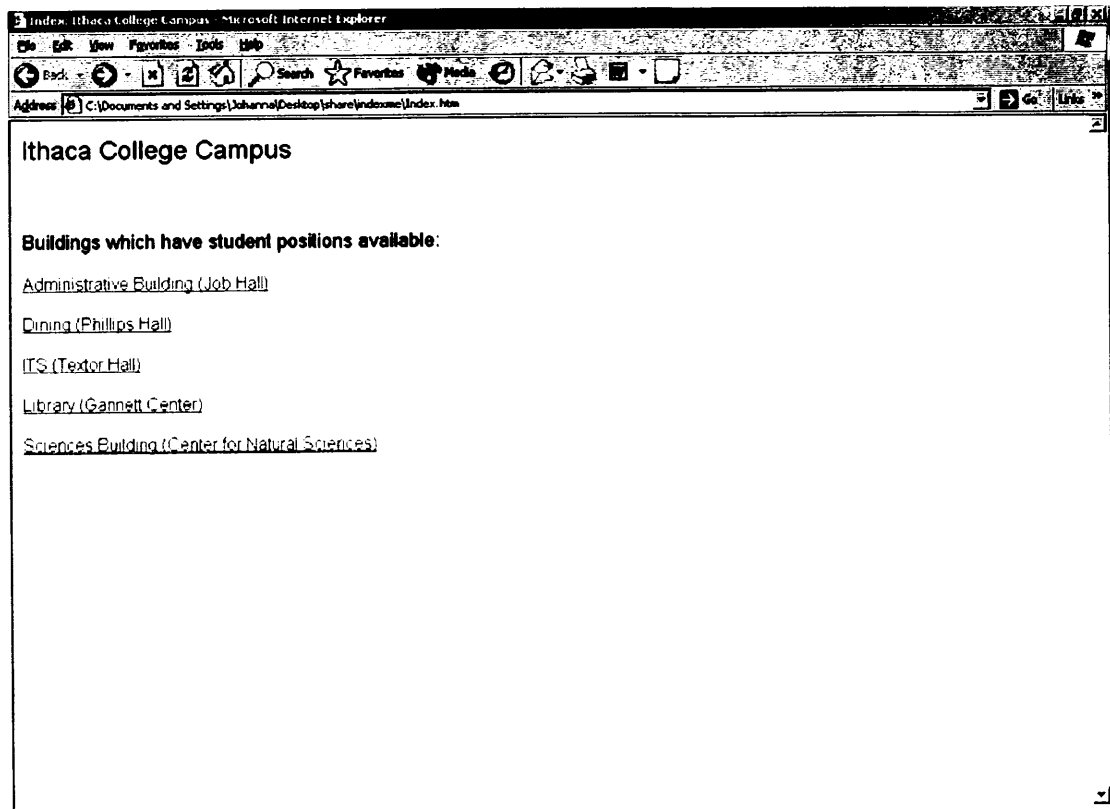 Index: Ithaca College Campus - Microsoft Internet Explorer
File Edit View Favorites Tools Help
Back Search Favorites Media
Address C:\Documents and Settings\Johanna\Desktop\share\indexme\Index.htm Go Links »
Ithaca College Campus
Buildings which have student positions available:
Administrative Building (Job Hall)
Dining (Phillips Hall)
ITS (Textor Hall)
Library (Gannett Center)
Sciences Building (Center for Natural Sciences)